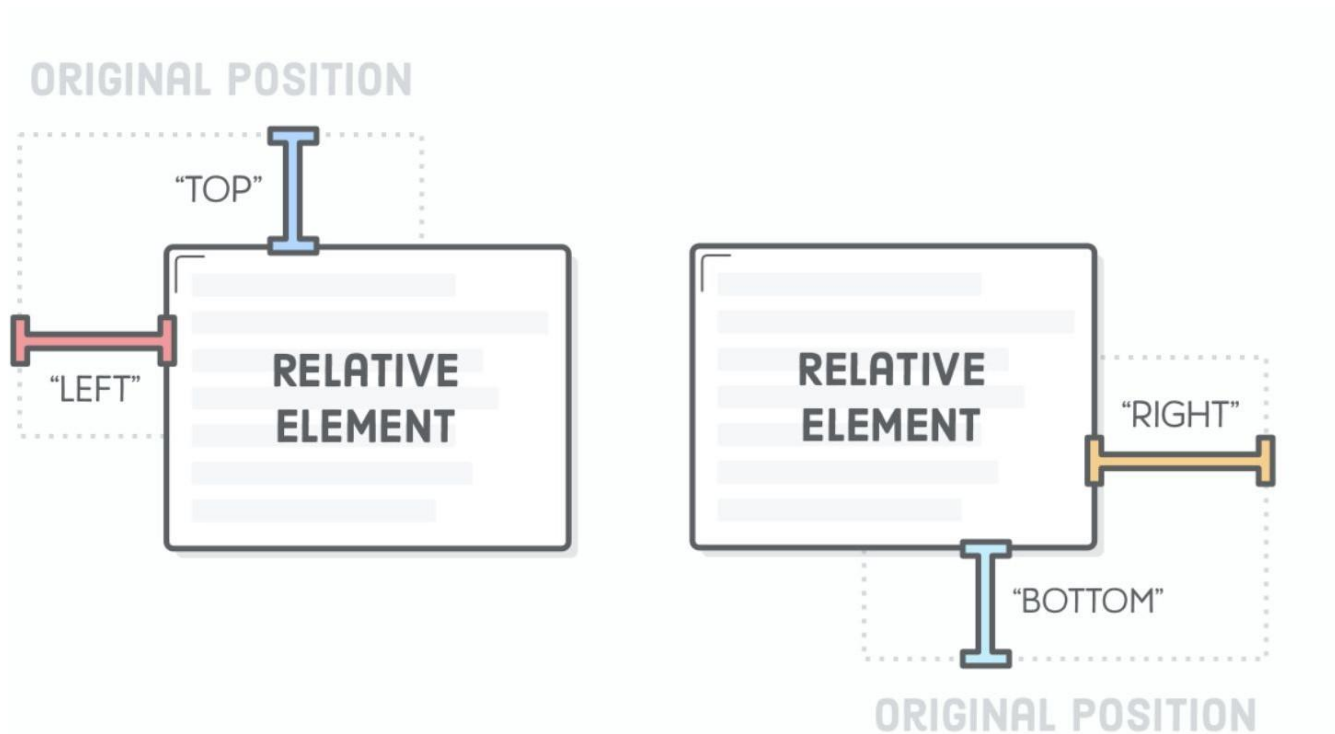 ORIGINAL POSITION
“TOP”
“LEFT”
RELATIVE
ELEMENT
RELATIVE
ELEMENT
“RIGHT”
“BOTTOM”
ORIGINAL POSITION